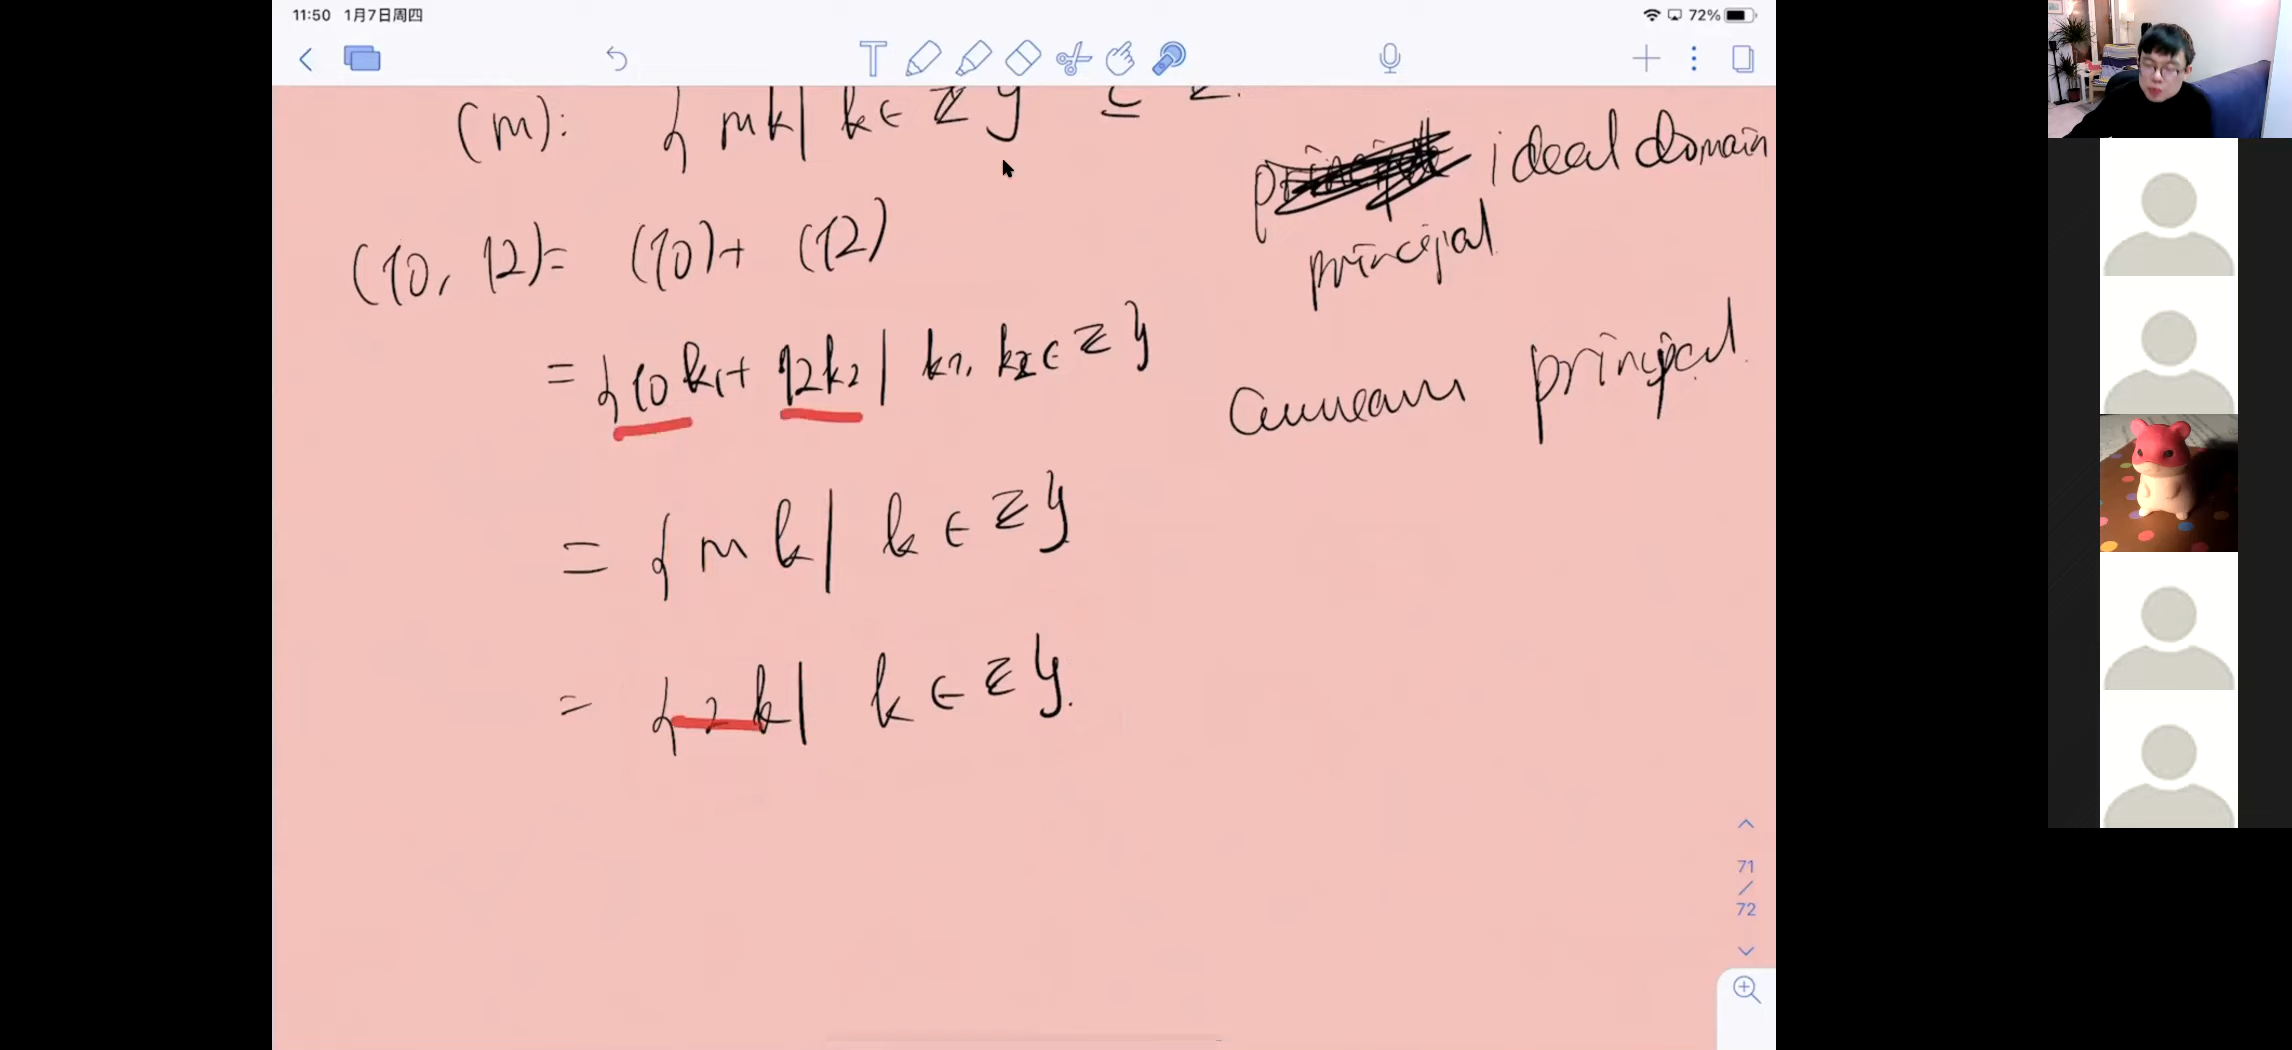 11:50 1月7日周四
72%
(m): { mk | k ∈ Z } ⊆ Z.
ideal domain
principal
(10, 12) = (10) + (12)
= { 10k1 + 12k2 | k1, k2 ∈ Z }
principal.
= { mk | k ∈ Z }
= { 2k | k ∈ Z }.
71
/
72